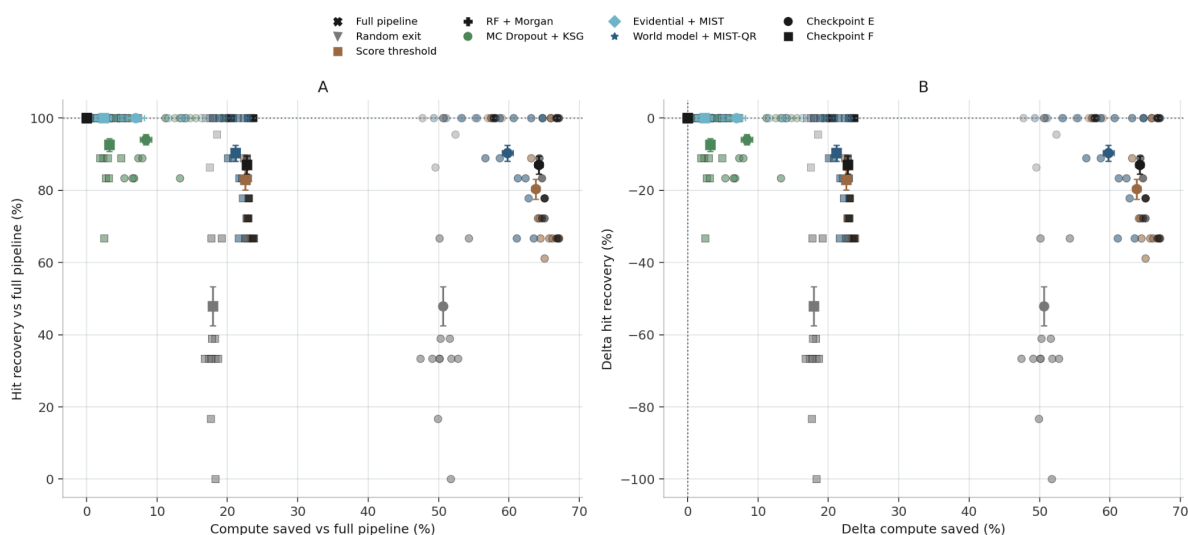 Full pipeline
Random exit
Score threshold
RF + Morgan
MC Dropout + KSG
Evidential + MIST
World model + MIST-QR
Checkpoint E
Checkpoint F
A
Hit recovery vs full pipeline (%)
100
80
60
40
20
0
0 10 20 30 40 50 60 70
Compute saved vs full pipeline (%)
B
Delta hit recovery (%)
0
−20
−40
−60
−80
−100
0 10 20 30 40 50 60 70
Delta compute saved (%)